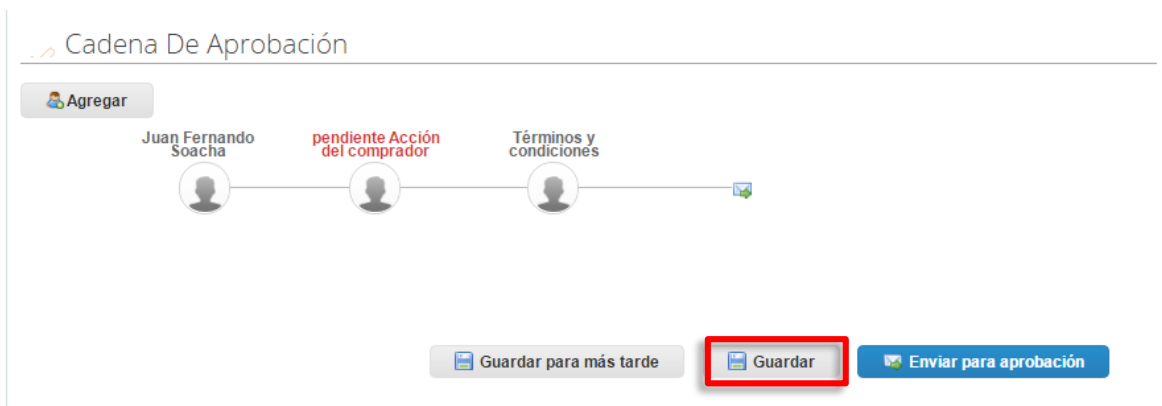 Cadena De Aprobación
Agregar
Juan Fernando
Soacha
pendiente Acción
del comprador
Términos y
condiciones
Guardar para más tarde
Guardar
Enviar para aprobación